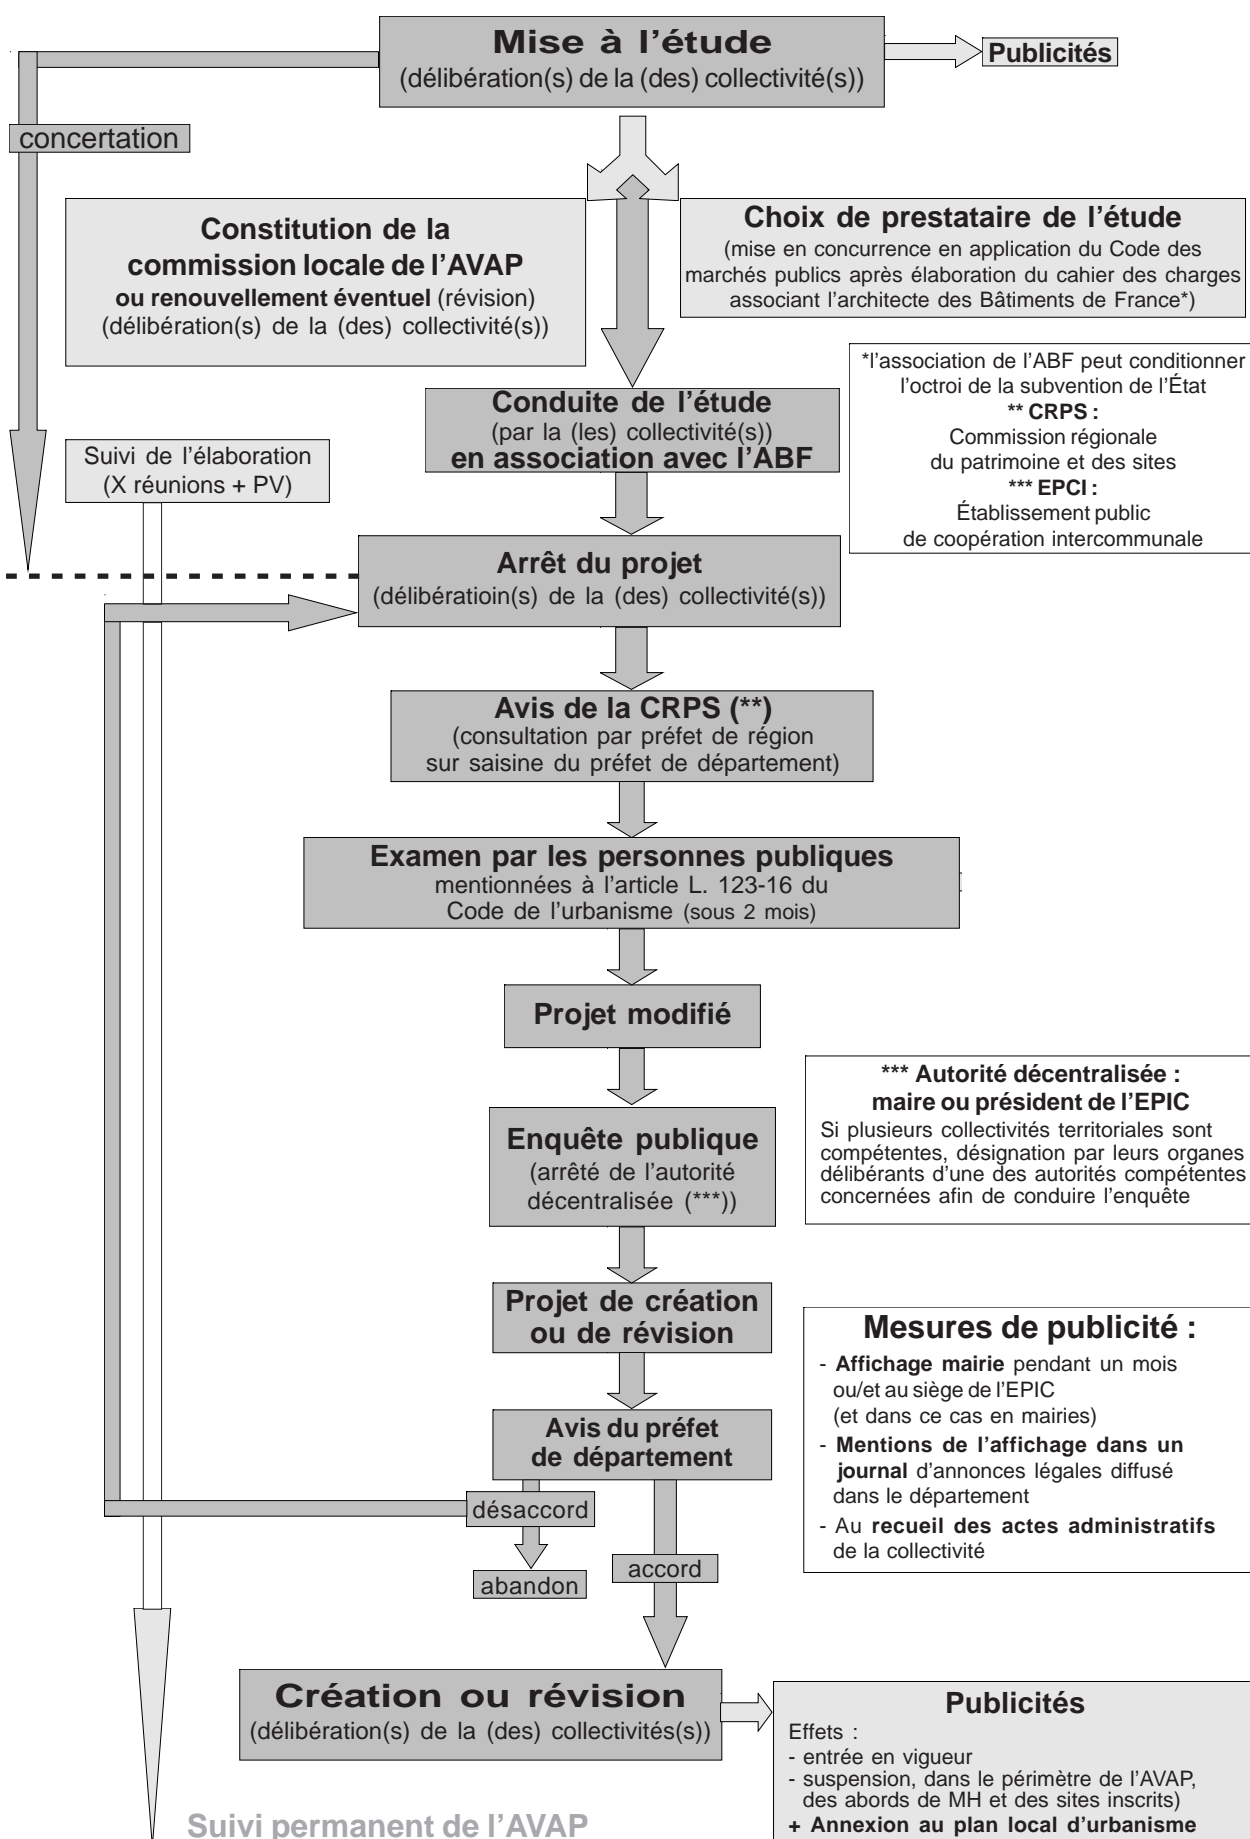 Mise à l’étude
(délibération(s) de la (des) collectivité(s))
Publicités
concertation
Constitution de la
commission locale de l’AVAP
ou renouvellement éventuel (révision)
(délibération(s) de la (des) collectivité(s))
Choix de prestataire de l’étude
(mise en concurrence en application du Code des
marchés publics après élaboration du cahier des charges
associant l’architecte des Bâtiments de France*)
*l’association de l’ABF peut conditionner
l’octroi de la subvention de l’État
** CRPS :
Commission régionale
du patrimoine et des sites
*** EPCI :
Établissement public
de coopération intercommunale
Conduite de l’étude
(par la (les) collectivité(s))
en association avec l’ABF
Suivi de l’élaboration
(X réunions + PV)
Arrêt du projet
(délibératioin(s) de la (des) collectivité(s))
Avis de la CRPS (**)
(consultation par préfet de région
sur saisine du préfet de département)
Examen par les personnes publiques
mentionnées à l’article L. 123-16 du
Code de l’urbanisme (sous 2 mois)
Projet modifié
Enquête publique
(arrêté de l’autorité
décentralisée (***))
*** Autorité décentralisée :
maire ou président de l’EPIC
Si plusieurs collectivités territoriales sont
compétentes, désignation par leurs organes
délibérants d’une des autorités compétentes
concernées afin de conduire l’enquête
Projet de création
ou de révision
Mesures de publicité :
- Affichage mairie pendant un mois
ou/et au siège de l’EPIC
(et dans ce cas en mairies)
- Mentions de l’affichage dans un
journal d’annonces légales diffusé
dans le département
- Au recueil des actes administratifs
de la collectivité
Avis du préfet
de département
désaccord
abandon
accord
Création ou révision
(délibération(s) de la (des) collectivités(s))
Publicités
Effets :
- entrée en vigueur
- suspension, dans le périmètre de l’AVAP,
des abords de MH et des sites inscrits)
+ Annexion au plan local d’urbanisme
Suivi permanent de l’AVAP